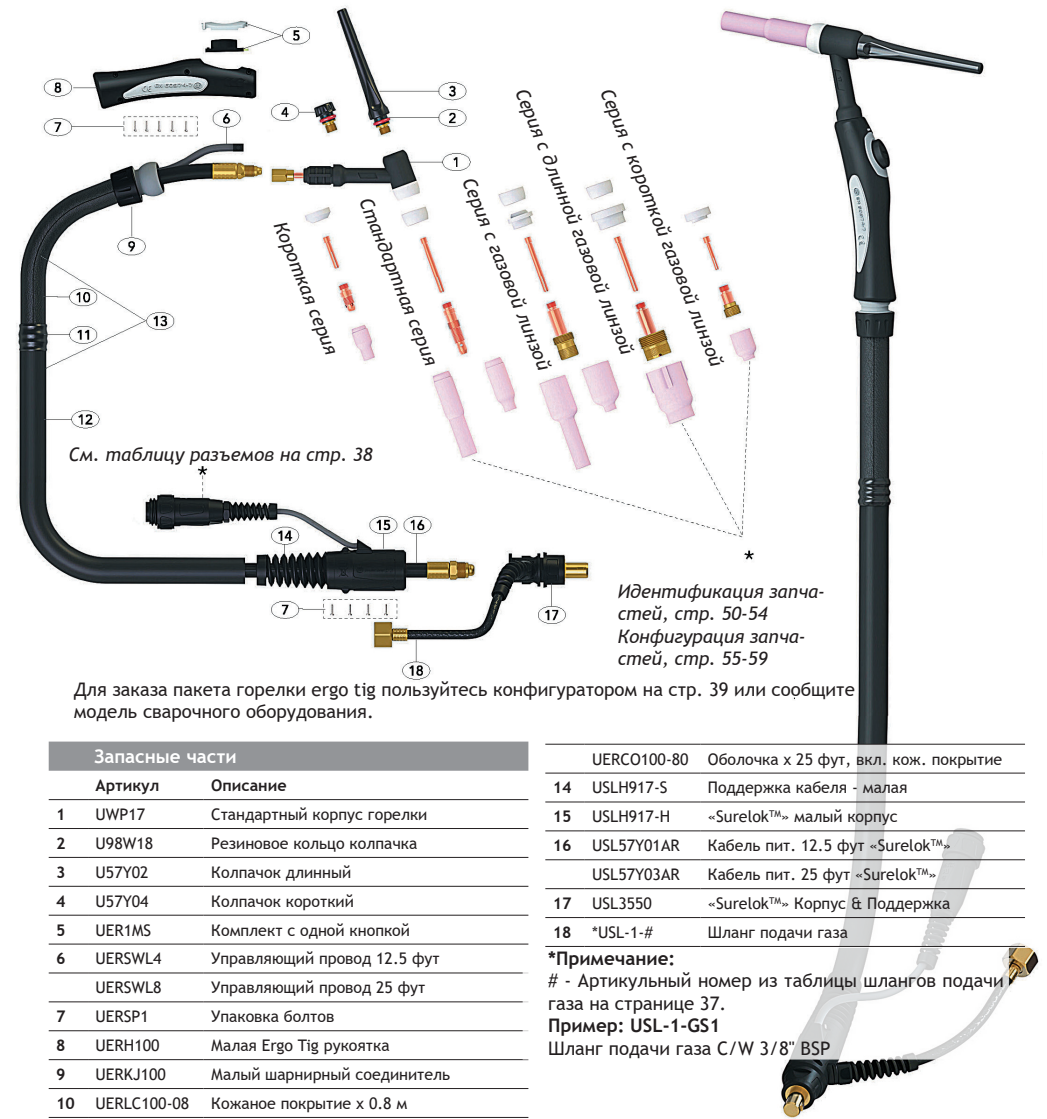 5
8
CE EN 60974-7
3
4
2
7
6
1
Короткая серия
Стандартная серия
Серия с газовой линзой
Серия с длинной газовой линзой
Серия с короткой газовой линзой
EN 60974-7 CE
9
10
13
11
12
См. таблицу разъемов на стр. 38
*
14
15
16
7
17
18
*
Идентификация запча-
стей, стр. 50-54
Конфигурация запча-
стей, стр. 55-59
Для заказа пакета горелки ergo tig пользуйтесь конфигуратором на стр. 39 или сообщите
модель сварочного оборудования.
Запасные части
Артикул Описание
1 UWP17 Стандартный корпус горелки
2 U98W18 Резиновое кольцо колпачка
3 U57Y02 Колпачок длинный
4 U57Y04 Колпачок короткий
5 UER1MS Комплект с одной кнопкой
6 UERSWL4 Управляющий провод 12.5 фут
UERSWL8 Управляющий провод 25 фут
7 UERSP1 Упаковка болтов
8 UERH100 Малая Ergo Tig рукоятка
9 UERKJ100 Малый шарнирный соединитель
10 UERLC100-08 Кожаное покрытие x 0.8 м
UERCO100-80 Оболочка x 25 фут, вкл. кож. покрытие
14 USLH917-S Поддержка кабеля - малая
15 USLH917-H «Surelok™» малый корпус
16 USL57Y01AR Кабель пит. 12.5 фут «Surelok™»
USL57Y03AR Кабель пит. 25 фут «Surelok™»
17 USL3550 «Surelok™» Корпус & Поддержка
18 *USL-1-# Шланг подачи газа
*Примечание:
# - Артикульный номер из таблицы шлангов подачи
газа на странице 37.
Пример: USL-1-GS1
Шланг подачи газа C/W 3/8" BSP